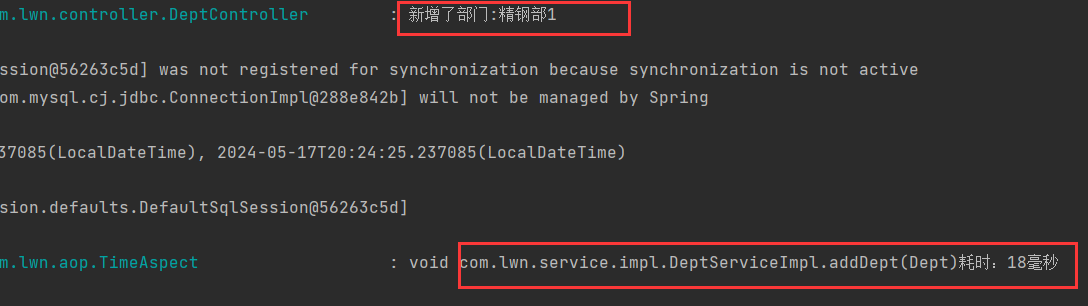 m.lwn.controller.DeptController : 新增了部门:精钢部1
ssion@56263c5d] was not registered for synchronization because synchronization is not active
om.mysql.cj.jdbc.ConnectionImpl@288e842b] will not be managed by Spring
37085(LocalDateTime), 2024-05-17T20:24:25.237085(LocalDateTime)
sion.defaults.DefaultSqlSession@56263c5d]
m.lwn.aop.TimeAspect : void com.lwn.service.impl.DeptServiceImpl.addDept(Dept)耗时：18毫秒